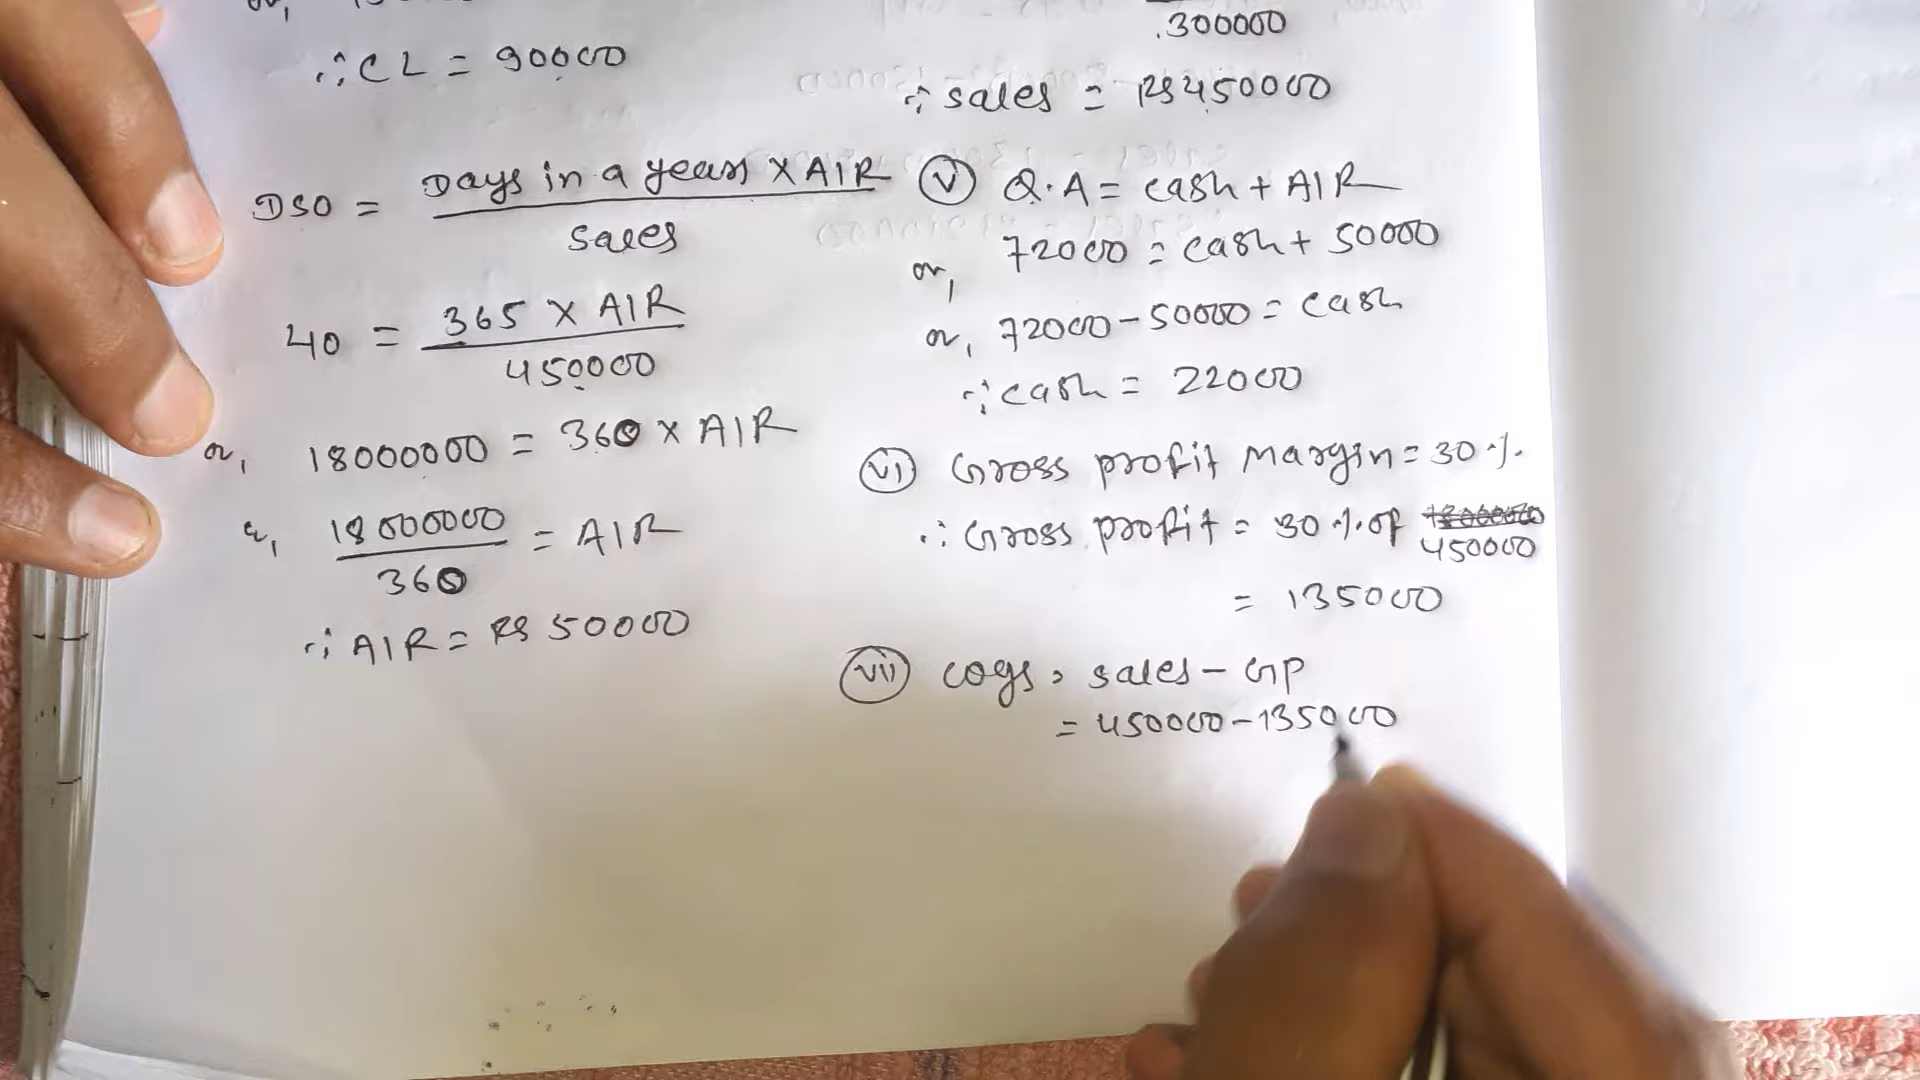 ∴ CL = 90000
DSO = Days in a years X A/R
Sales
40 = 365 X A/R
450000
or, 18000000 = 360 X A/R
18000000 = A/R
360
∴ A/R = RS 50000
.300000
∴ sales = RS 450000
(V) Q.A = cash + A/R
or, 72000 = cash + 50000
or, 72000 - 50000 = cash
∴ cash = 22000
(VI) Gross profit Margin = 30%
∴ Gross profit = 30% of
450000
= 135000
(VII) cogs = sales - GP
= 450000 - 135000